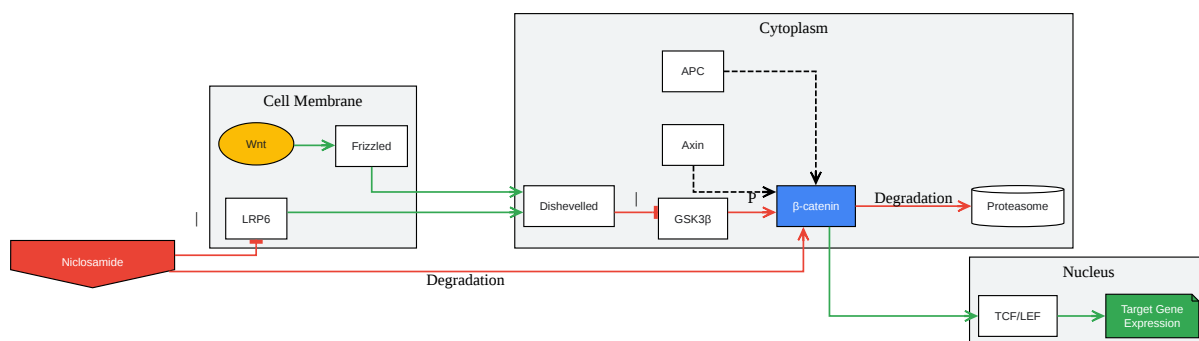 Cytoplasm
APC
Cell Membrane
Wnt
Frizzled
Axin
|
LRP6
Dishevelled
|
GSK3β
P
β-catenin
Degradation
Proteasome
Niclosamide
Degradation
Nucleus
TCF/LEF
Target Gene
Expression